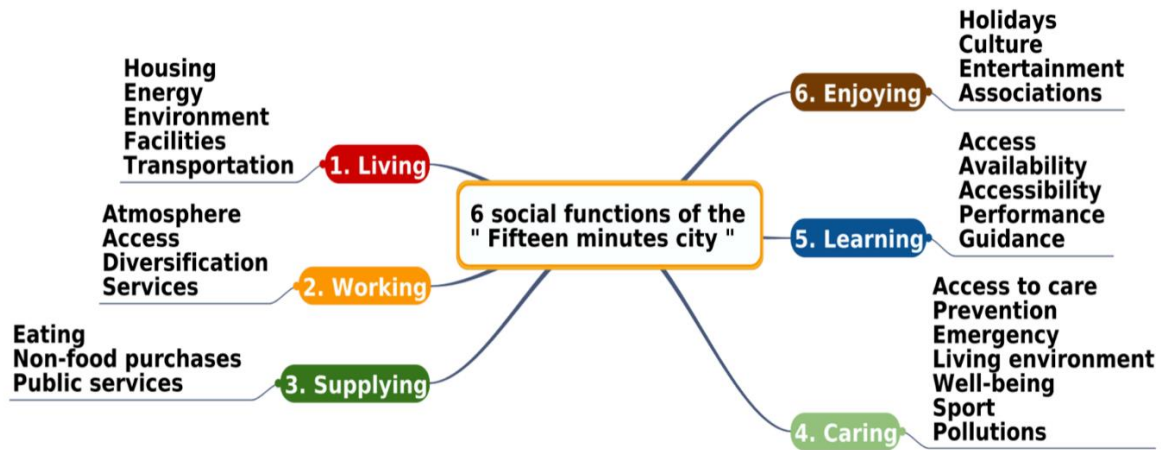 6 social functions of the
" Fifteen minutes city "
1. Living
Housing
Energy
Environment
Facilities
Transportation
2. Working
Atmosphere
Access
Diversification
Services
3. Supplying
Eating
Non-food purchases
Public services
4. Caring
Access to care
Prevention
Emergency
Living environment
Well-being
Sport
Pollutions
5. Learning
Access
Availability
Accessibility
Performance
Guidance
6. Enjoying
Holidays
Culture
Entertainment
Associations